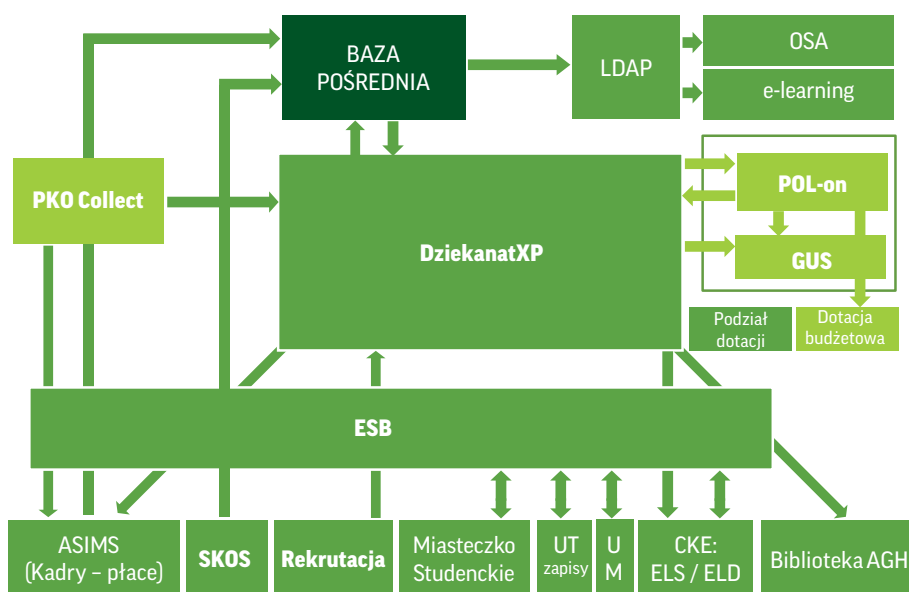 BAZA
POŚREDNIA
LDAP
OSA
e-learning
PKO Collect
DziekanatXP
POL-on
GUS
Podział
dotacji
Dotacja
budżetowa
ESB
ASIMS
(Kadry – płace)
SKOS
Rekrutacja
Miasteczko
Studenckie
UT
zapisy
U
M
CKE:
ELS / ELD
Biblioteka AGH